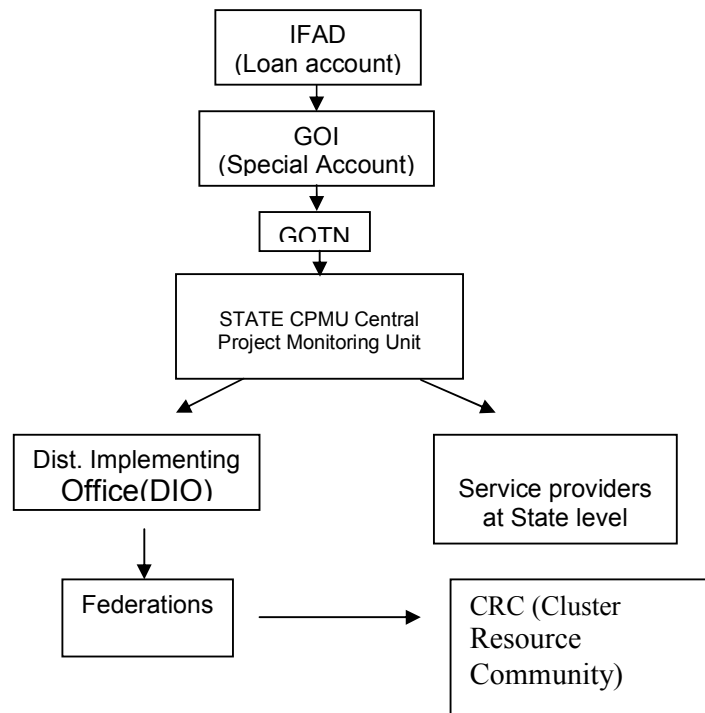 IFAD
(Loan account)
GOI
(Special Account)
GOTN
STATE CPMU Central
Project Monitoring Unit
Dist. Implementing
Office(DIO)
Service providers
at State level
Federations
CRC (Cluster
Resource
Community)